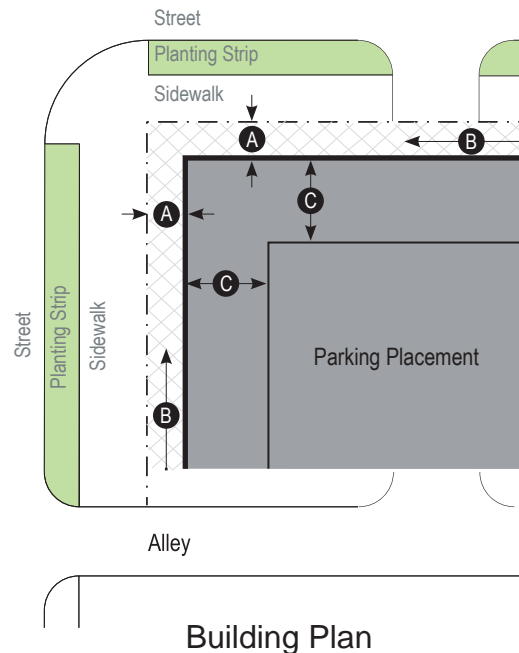 Street
Planting Strip
Sidewalk
A
B
C
A
C
Street
Planting Strip
Sidewalk
Parking Placement
B
Alley
Building Plan